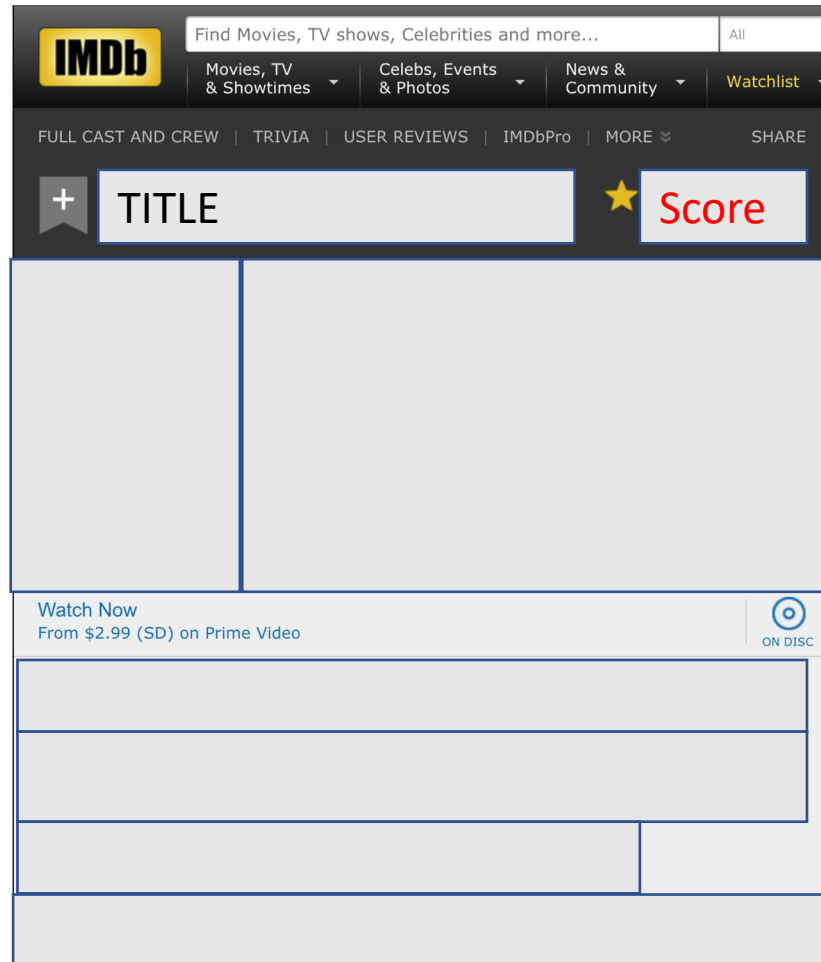 IMDb
Find Movies, TV shows, Celebrities and more...
All
Movies, TV
& Showtimes
Celebs, Events
& Photos
News &
Community
Watchlist
FULL CAST AND CREW | TRIVIA | USER REVIEWS | IMDbPro | MORE SHARE
+
TITLE
Score
Watch Now
From $2.99 (SD) on Prime Video
ON DISC